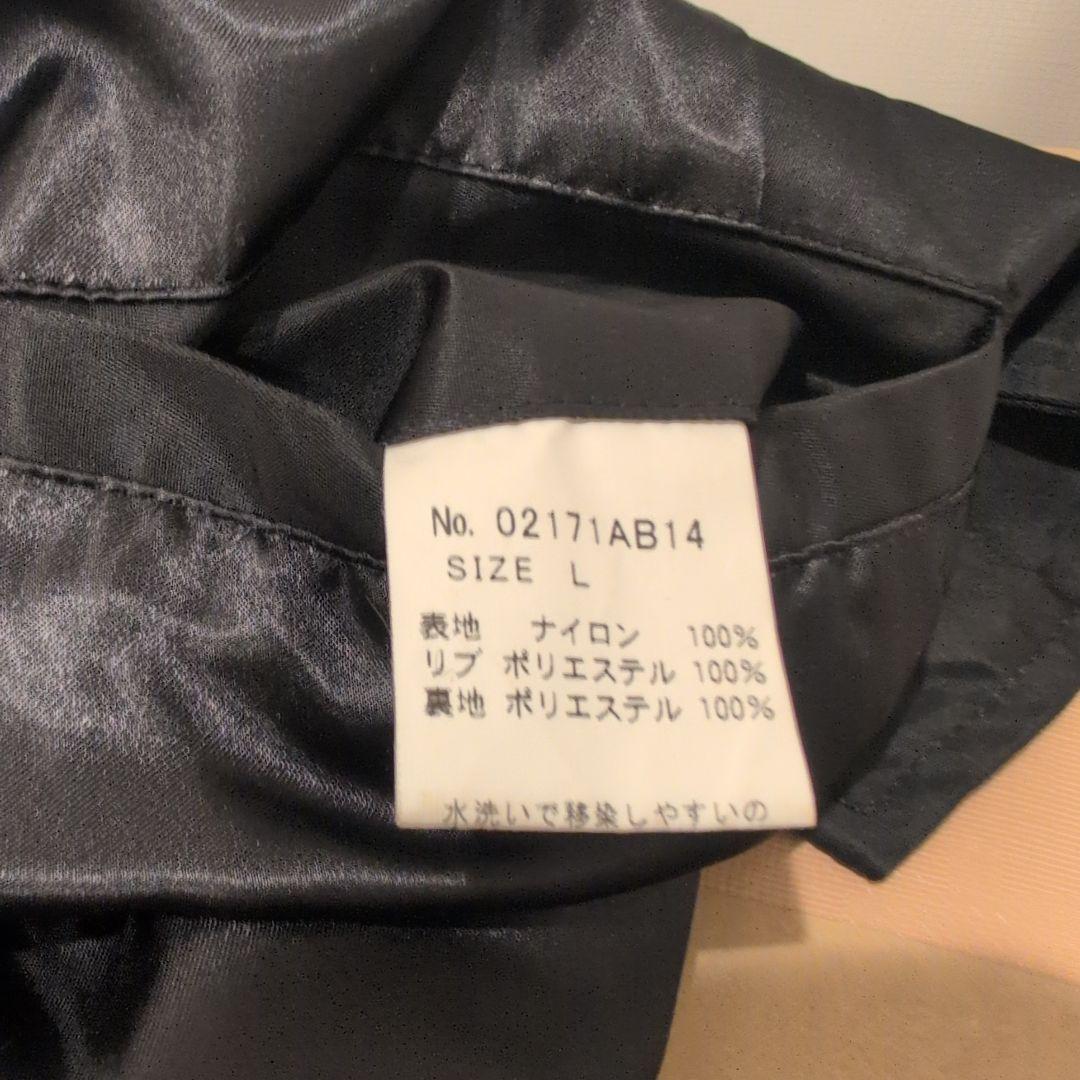 No. 02171AB14
SIZE L
表地 ナイロン 100%
リブ ポリエステル 100%
裏地 ポリエステル 100%
水洗いで移染しやすいの